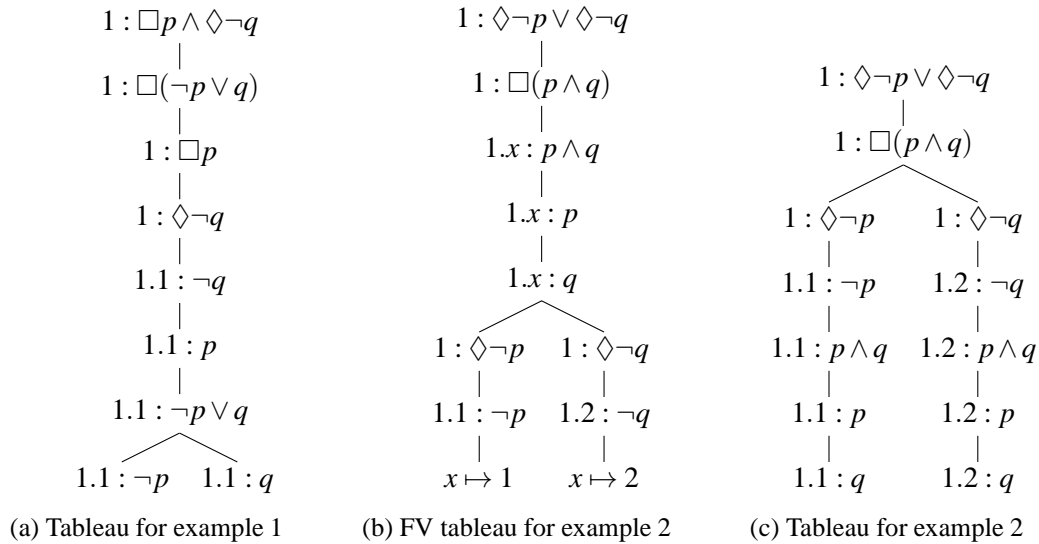 1 : □p ∧ ◊¬q
1 : □(¬p ∨ q)
1 : □p
1 : ◊¬q
1.1 : ¬q
1.1 : p
1.1 : ¬p ∨ q
1.1 : ¬p 1.1 : q
(a) Tableau for example 1
1 : ◊¬p ∨ ◊¬q
1 : □(p ∧ q)
1.x : p ∧ q
1.x : p
1.x : q
1 : ◊¬p 1 : ◊¬q
1.1 : ¬p 1.2 : ¬q
x ↦ 1 x ↦ 2
(b) FV tableau for example 2
1 : ◊¬p ∨ ◊¬q
1 : □(p ∧ q)
1 : ◊¬p 1 : ◊¬q
1.1 : ¬p 1.2 : ¬q
1.1 : p ∧ q 1.2 : p ∧ q
1.1 : p 1.2 : p
1.1 : q 1.2 : q
(c) Tableau for example 2